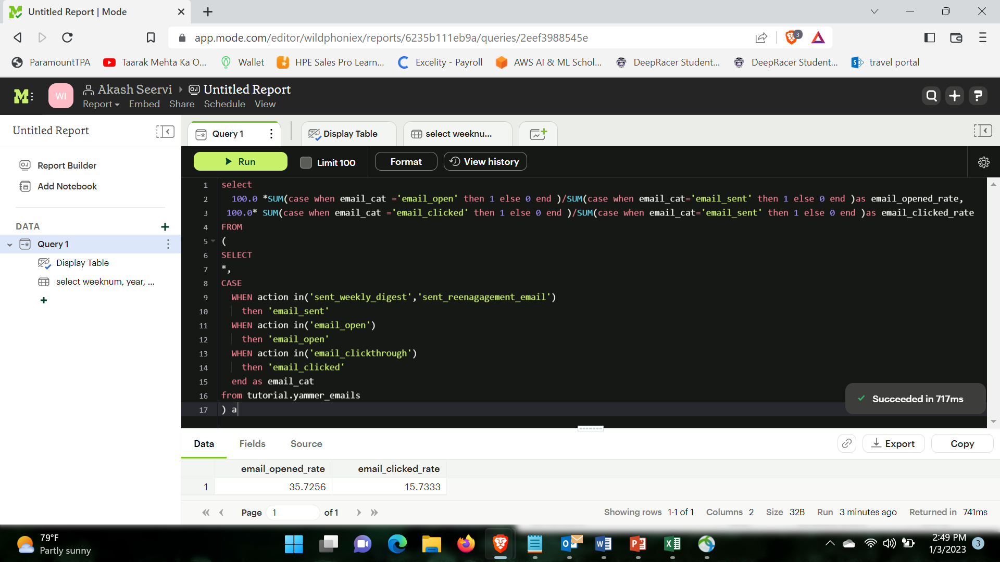 Untitled Report | Mode
app.mode.com/editor/wildphoniex/reports/6235b111eb9a/queries/2eef3988545e
3
ParamountTPA
Taarak Mehta Ka O...
Wallet
HPE Sales Pro Learn...
Excelity - Payroll
AWS AI & ML Schol...
DeepRacer Student...
DeepRacer Student...
travel portal
WI
Akash Seervi
Untitled Report
Report
Embed
Share
Schedule
View
Untitled Report
Query 1
Display Table
select weeknu...
Report Builder
Add Notebook
DATA
Query 1
Display Table
select weeknum, year, ...
Run
Limit 100
Format
View history
1 select
2 100.0 *SUM(case when email_cat ='email_open' then 1 else 0 end )/SUM(case when email_cat='email_sent' then 1 else 0 end )as email_opened_rate,
3 100.0* SUM(case when email_cat ='email_clicked' then 1 else 0 end )/SUM(case when email_cat='email_sent' then 1 else 0 end )as email_clicked_rate
4 FROM
5 (
6 SELECT
7 *,
8 CASE
9 WHEN action in('sent_weekly_digest','sent_reenagagement_email')
10 then 'email_sent'
11 WHEN action in('email_open')
12 then 'email_open'
13 WHEN action in('email_clickthrough')
14 then 'email_clicked'
15 end as email_cat
16 from tutorial.yammer_emails
17 ) a
Succeeded in 717ms
Data
Fields
Source
Export
Copy
email_opened_rate email_clicked_rate
1 35.7256 15.7333
Page 1 of 1
Showing rows 1-1 of 1
Columns 2
Size 32B
Run 3 minutes ago
Returned in 741ms
79°F
Partly sunny
2:49 PM
1/3/2023
3